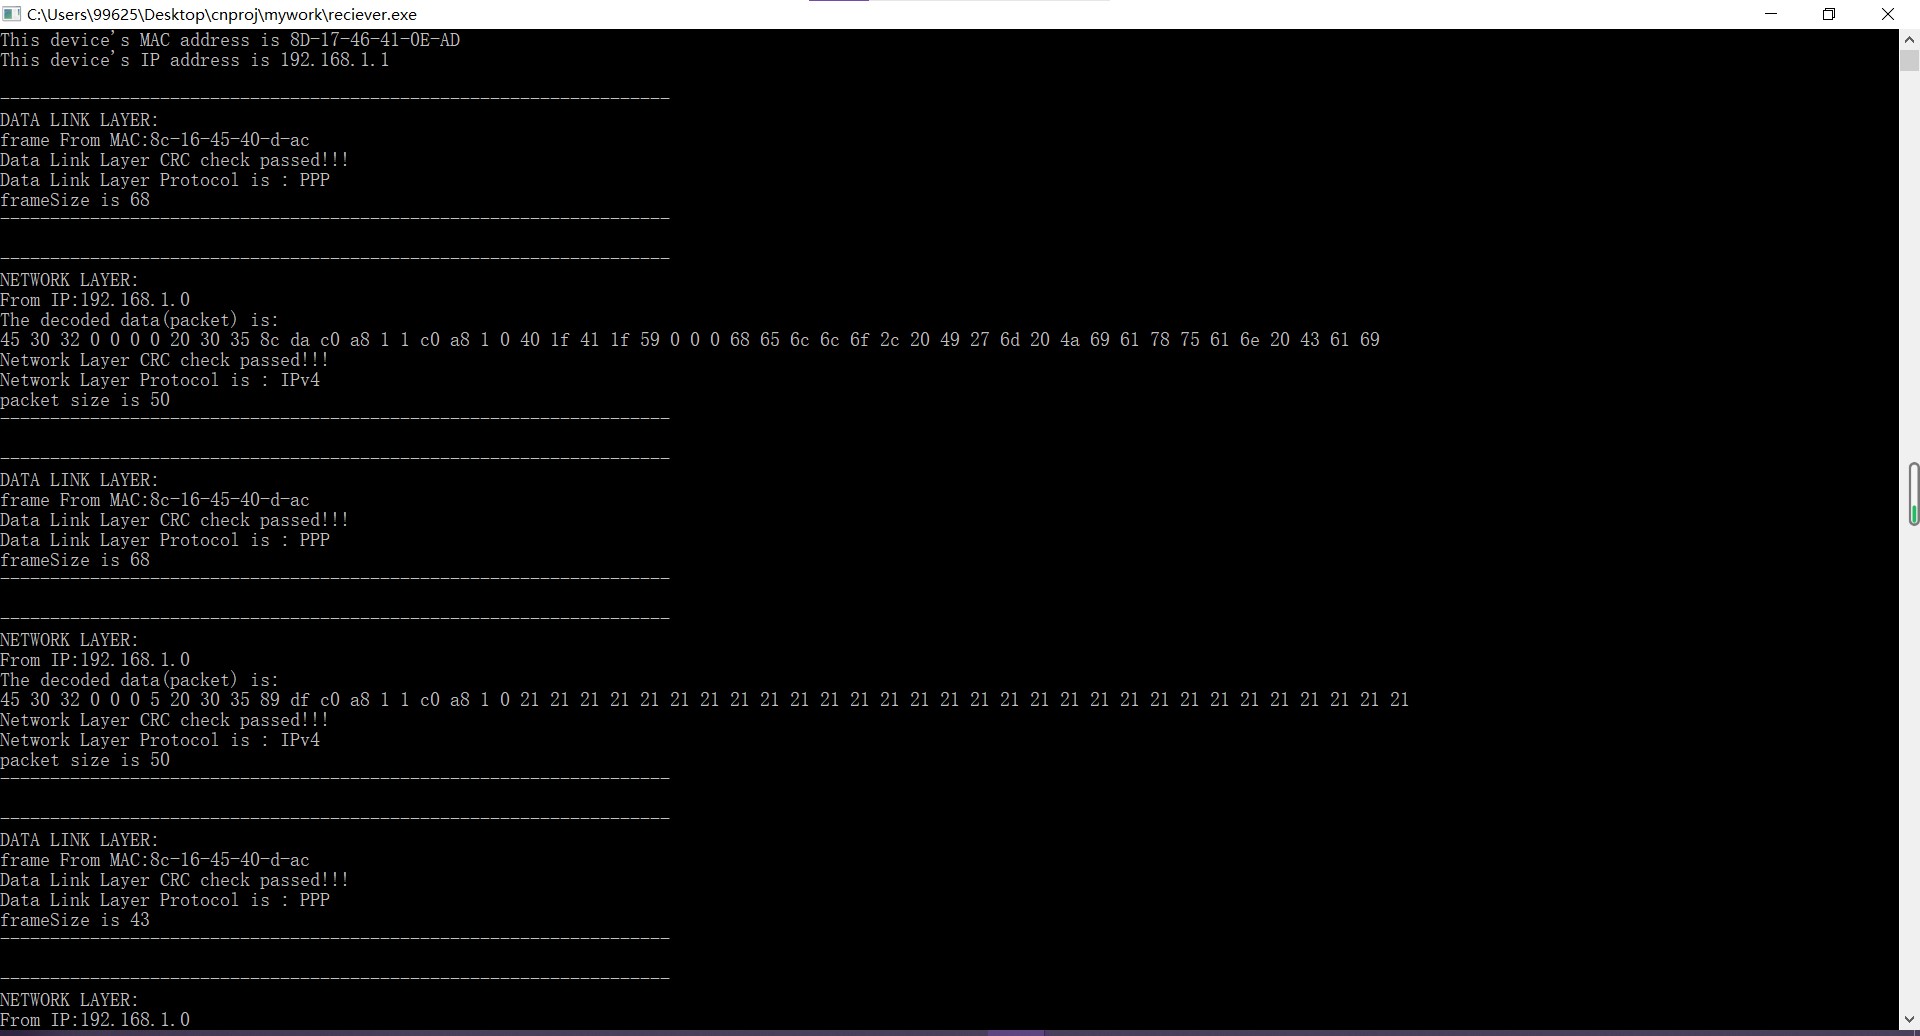 C:\Users\99625\Desktop\cnproj\mywork\reciever.exe
This device's MAC address is 8D-17-46-41-0E-AD
This device's IP address is 192.168.1.1
-------------------------------------------------------------------
DATA LINK LAYER:
frame From MAC:8c-16-45-40-d-ac
Data Link Layer CRC check passed!!!
Data Link Layer Protocol is : PPP
frameSize is 68
-------------------------------------------------------------------
-------------------------------------------------------------------
NETWORK LAYER:
From IP:192.168.1.0
The decoded data(packet) is:
45 30 32 0 0 0 0 20 30 35 8c da c0 a8 1 1 c0 a8 1 0 40 1f 41 1f 59 0 0 0 68 65 6c 6c 6f 2c 20 49 27 6d 20 4a 69 61 78 75 61 6e 20 43 61 69
Network Layer CRC check passed!!!
Network Layer Protocol is : IPv4
packet size is 50
-------------------------------------------------------------------
-------------------------------------------------------------------
DATA LINK LAYER:
frame From MAC:8c-16-45-40-d-ac
Data Link Layer CRC check passed!!!
Data Link Layer Protocol is : PPP
frameSize is 68
-------------------------------------------------------------------
-------------------------------------------------------------------
NETWORK LAYER:
From IP:192.168.1.0
The decoded data(packet) is:
45 30 32 0 0 0 5 20 30 35 89 df c0 a8 1 1 c0 a8 1 0 21 21 21 21 21 21 21 21 21 21 21 21 21 21 21 21 21 21 21 21 21 21 21 21 21 21 21 21 21 21
Network Layer CRC check passed!!!
Network Layer Protocol is : IPv4
packet size is 50
-------------------------------------------------------------------
-------------------------------------------------------------------
DATA LINK LAYER:
frame From MAC:8c-16-45-40-d-ac
Data Link Layer CRC check passed!!!
Data Link Layer Protocol is : PPP
frameSize is 43
-------------------------------------------------------------------
-------------------------------------------------------------------
NETWORK LAYER:
From IP:192.168.1.0